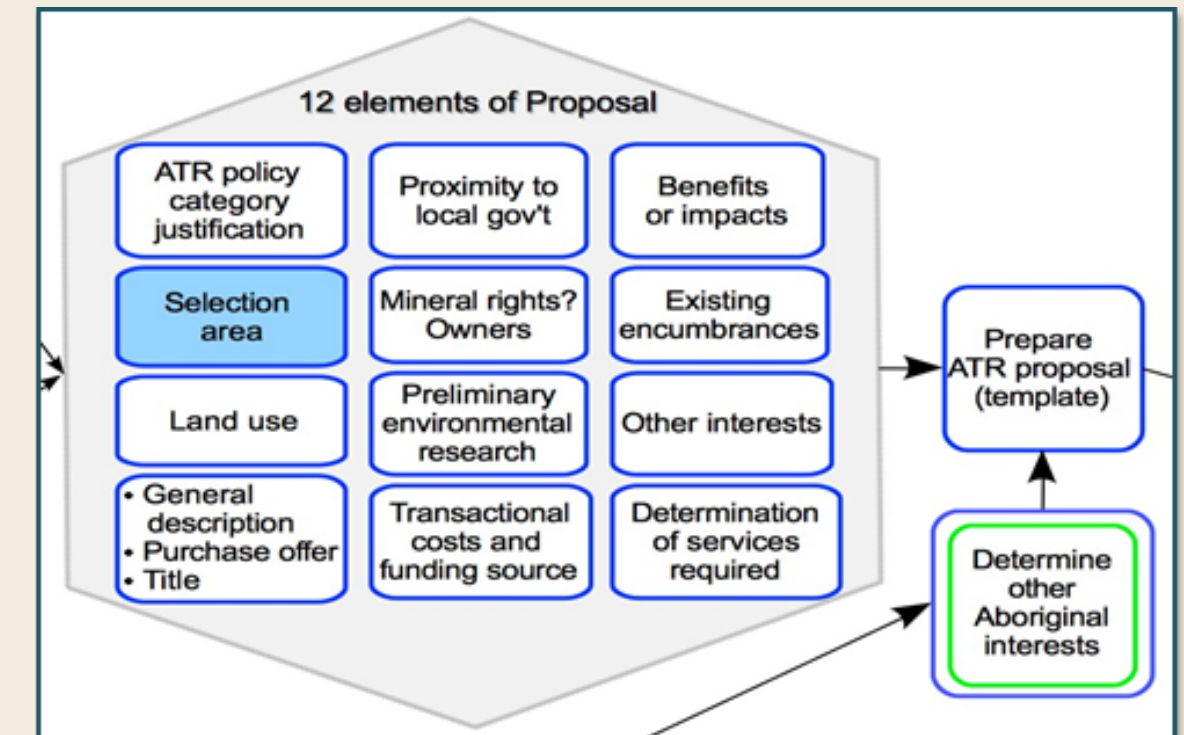 12 elements of Proposal
ATR policy
category
justification
Proximity to
local gov't
Benefits
or impacts
Selection
area
Mineral rights?
Owners
Existing
encumbrances
Land use
Preliminary
environmental
research
Other interests
• General
description
• Purchase offer
• Title
Transactional
costs and
funding source
Determination
of services
required
Prepare
ATR proposal
(template)
Determine
other
Aboriginal
interests